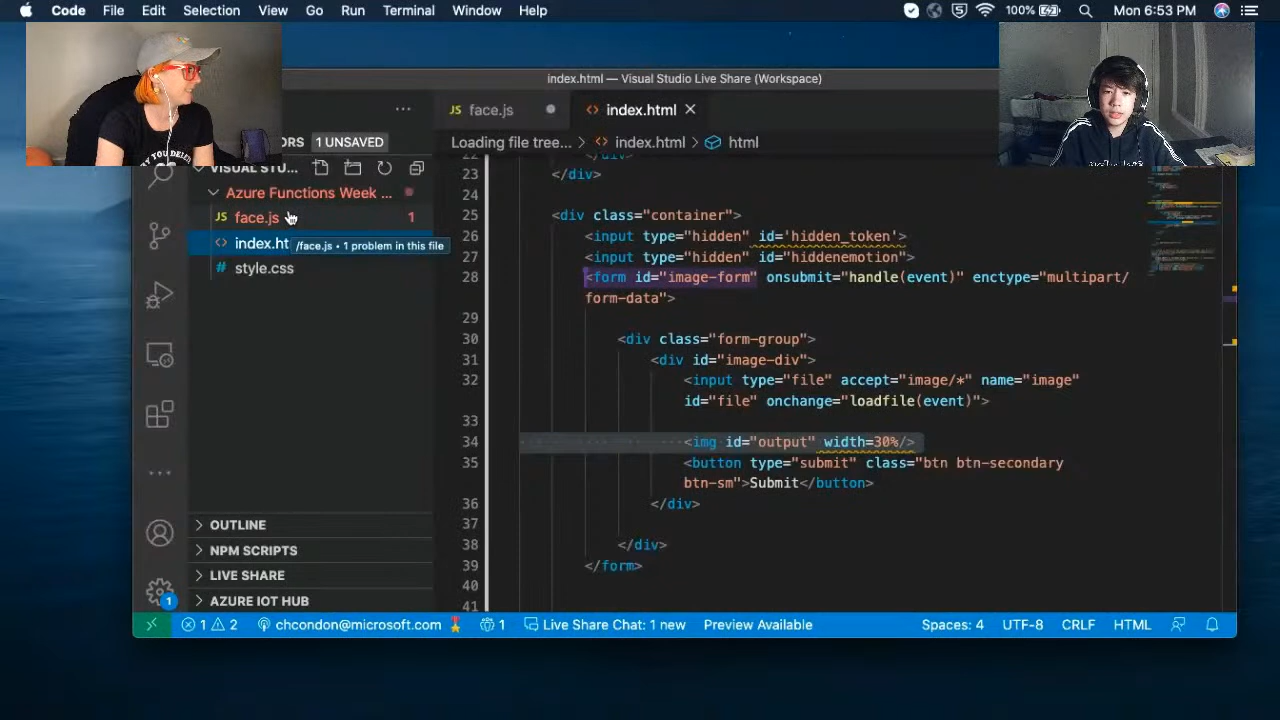 Code File Edit Selection View Go Run Terminal Window Help 100% Mon 6:53 PM
index.html — Visual Studio Live Share (Workspace)
JS face.js index.html
ORS 1 UNSAVED
Loading file tree... index.html html
VISUAL ST...
Azure Functions Week ...
JS face.js 1
index.ht
/face.js • 1 problem in this file
# style.css
OUTLINE
NPM SCRIPTS
LIVE SHARE
AZURE IOT HUB
22 </div>
23 </div>
24
25 <div class="container">
26 <input type="hidden" id='hidden_token'>
27 <input type="hidden" id="hiddenemotion">
28 <form id="image-form" onsubmit="handle(event)" enctype="multipart/
form-data">
29
30 <div class="form-group">
31 <div id="image-div">
32 <input type="file" accept="image/*" name="image"
id="file" onchange="loadfile(event)">
33
34 <img id="output" width=30%/>
35 <button type="submit" class="btn btn-secondary
btn-sm">Submit</button>
36 </div>
37
38 </div>
39 </form>
40
41
1
1 2 chcondon@microsoft.com 1 Live Share Chat: 1 new Preview Available Spaces: 4 UTF-8 CRLF HTML